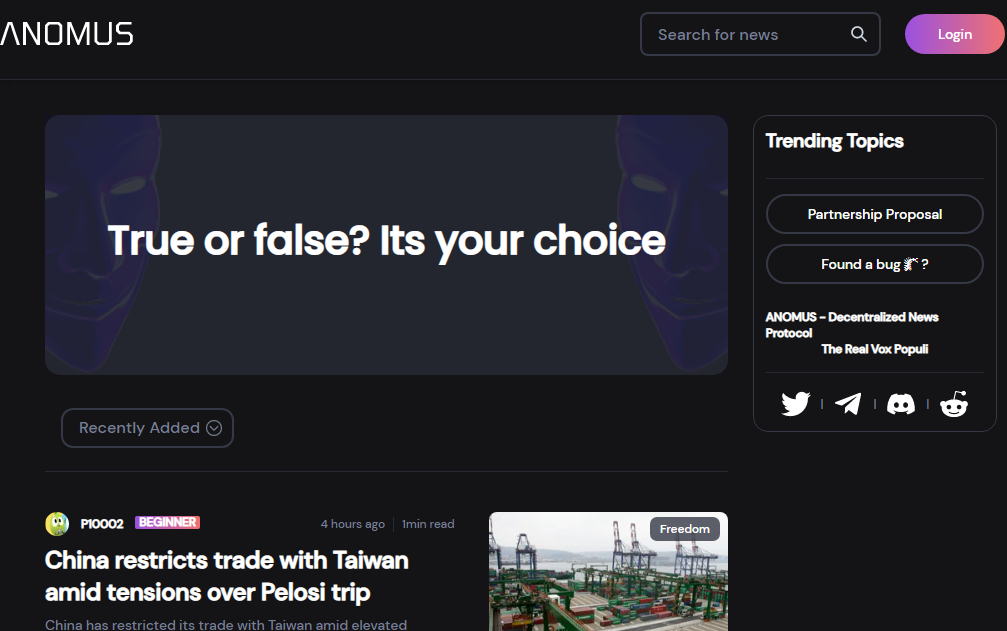 ANOMUS
Search for news
Login
True or false? Its your choice
Trending Topics
Partnership Proposal
Found a bug🦟?
ANOMUS - Decentralized News
Protocol
The Real Vox Populi
Recently Added
P10002 BEGINNER 4 hours ago 1min read
Freedom
China restricts trade with Taiwan
amid tensions over Pelosi trip
China has restricted its trade with Taiwan amid elevated